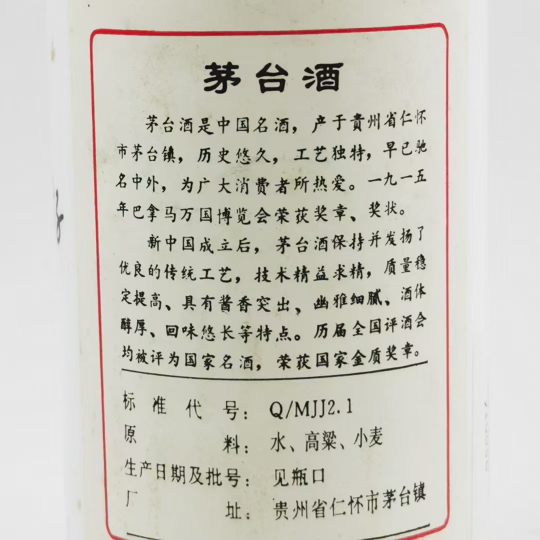 茅台酒
茅台酒是中国名酒，产于贵州省仁怀
市茅台镇，历史悠久，工艺独特，早已驰
名中外，为广大消费者所热爱。一九一五
年巴拿马万国博览会荣获奖章、奖状。
新中国成立后，茅台酒保持并发扬了
优良的传统工艺，技术精益求精，质量稳
定提高、具有酱香突出、幽雅细腻、酒体
醇厚、回味悠长等特点。历届全国评酒会
均被评为国家名酒，荣获国家金质奖章。
标准代号：Q/MJJ2.1
原料：水、高粱、小麦
生产日期及批号：见瓶口
厂址：贵州省仁怀市茅台镇